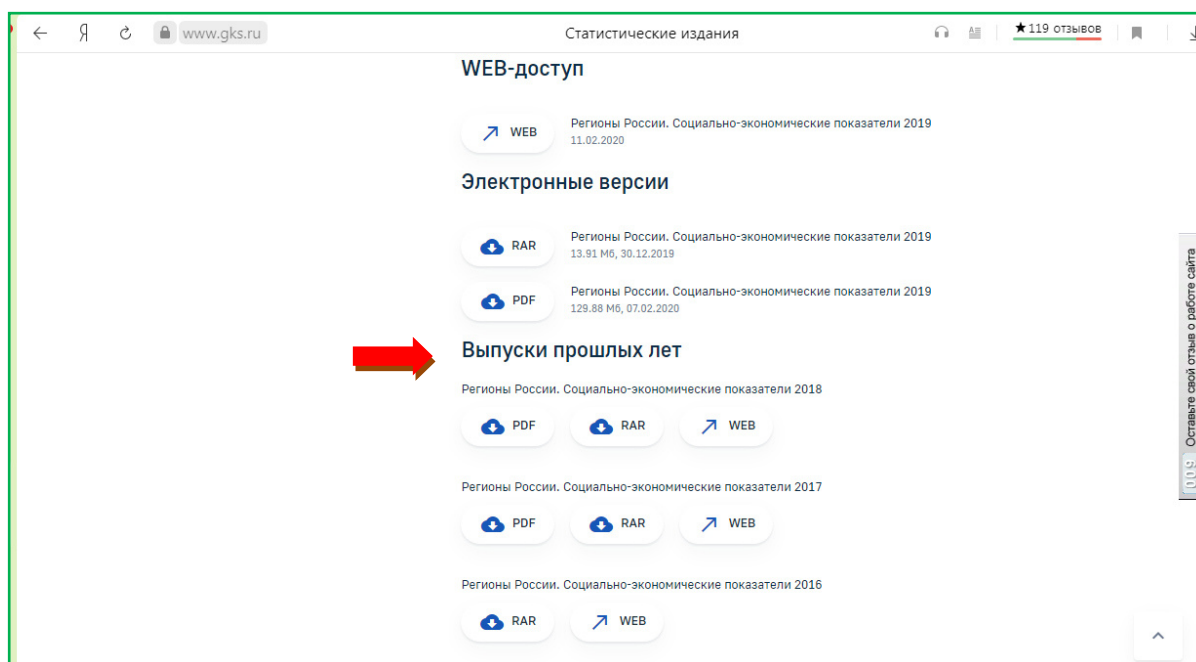 Я www.gks.ru Статистические издания ★119 отзывов
WEB-доступ
WEB
Регионы России. Социально-экономические показатели 2019
11.02.2020
Электронные версии
RAR
Регионы России. Социально-экономические показатели 2019
13.91 Мб, 30.12.2019
PDF
Регионы России. Социально-экономические показатели 2019
129.88 Мб, 07.02.2020
Выпуски прошлых лет
Регионы России. Социально-экономические показатели 2018
PDF RAR WEB
Регионы России. Социально-экономические показатели 2017
PDF RAR WEB
Регионы России. Социально-экономические показатели 2016
RAR WEB
Оставьте свой отзыв о работе сайта